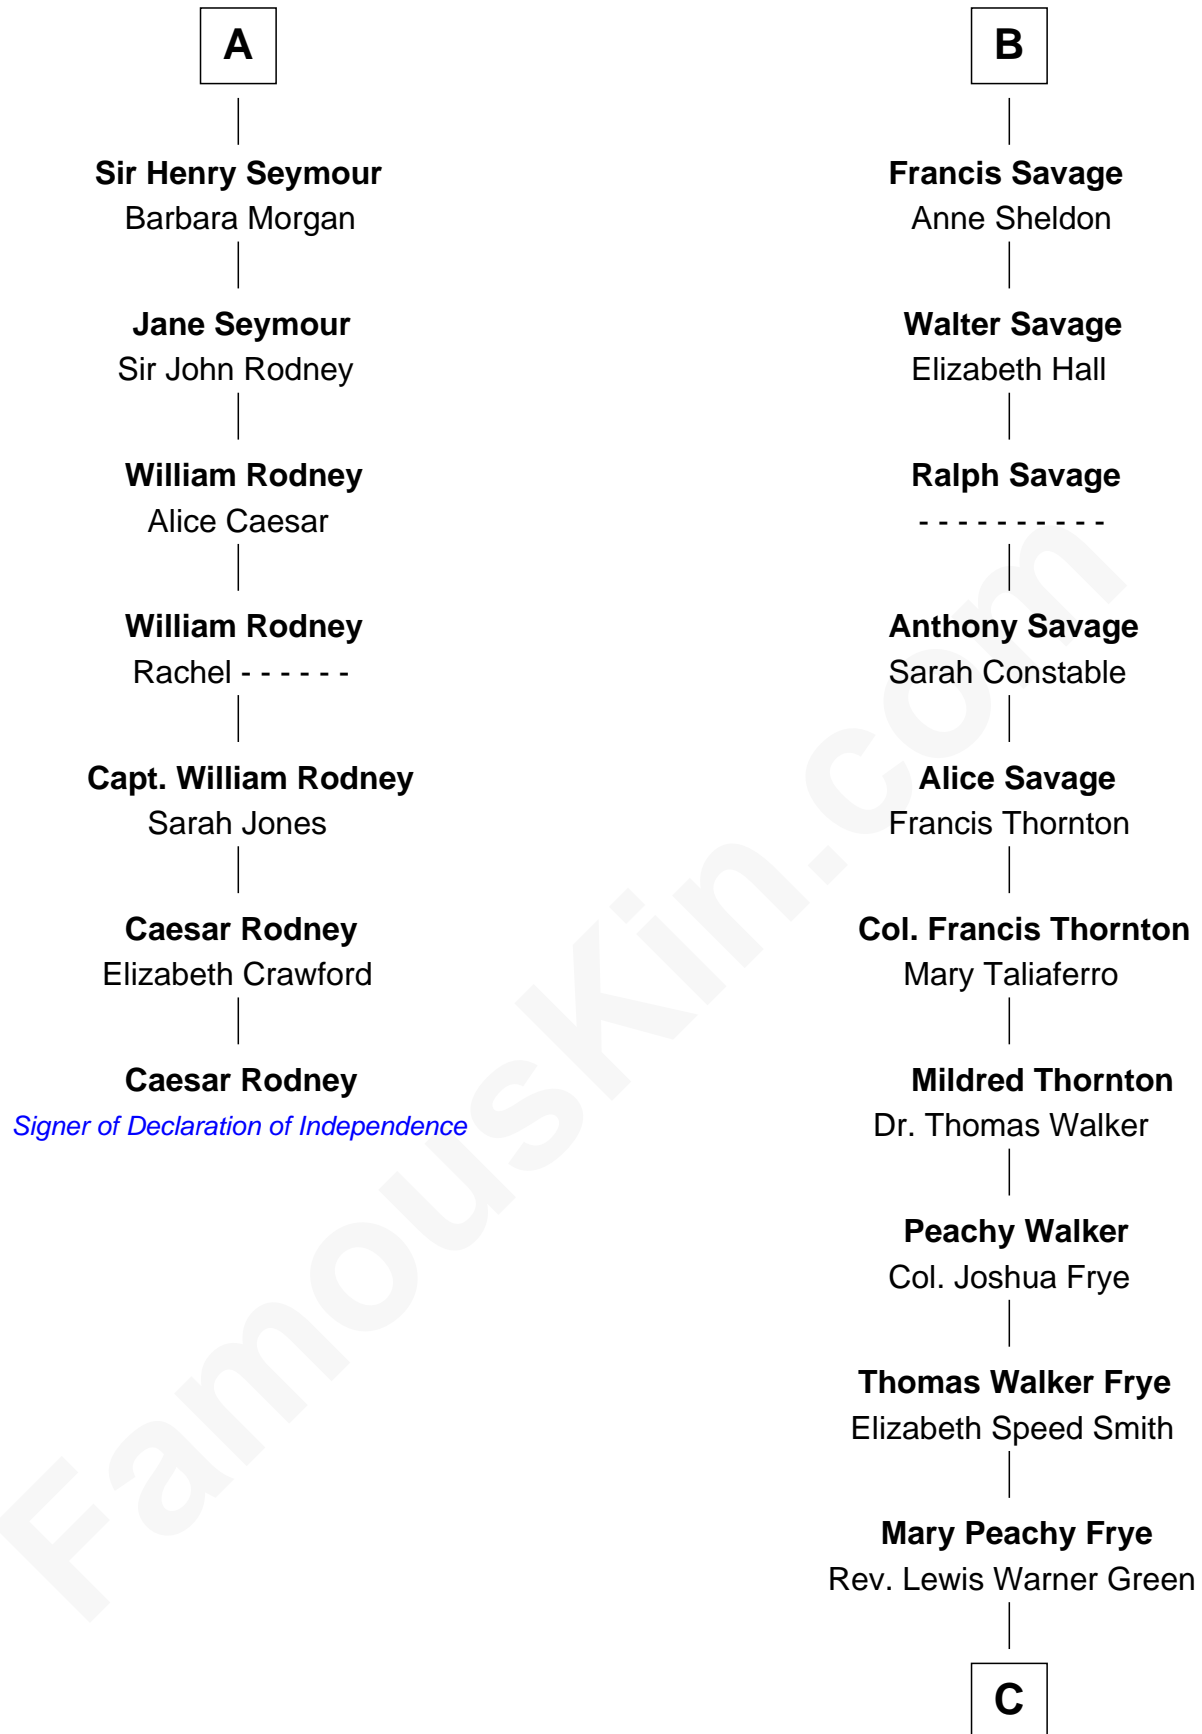 A
Sir Henry Seymour
Barbara Morgan
Jane Seymour
Sir John Rodney
William Rodney
Alice Caesar
William Rodney
Rachel - - - - - -
Capt. William Rodney
Sarah Jones
Caesar Rodney
Elizabeth Crawford
Caesar Rodney
Signer of Declaration of Independence
B
Francis Savage
Anne Sheldon
Walter Savage
Elizabeth Hall
Ralph Savage
- - - - - - - - - -
Anthony Savage
Sarah Constable
Alice Savage
Francis Thornton
Col. Francis Thornton
Mary Taliaferro
Mildred Thornton
Dr. Thomas Walker
Peachy Walker
Col. Joshua Frye
Thomas Walker Frye
Elizabeth Speed Smith
Mary Peachy Frye
Rev. Lewis Warner Green
C
FamousKin.com